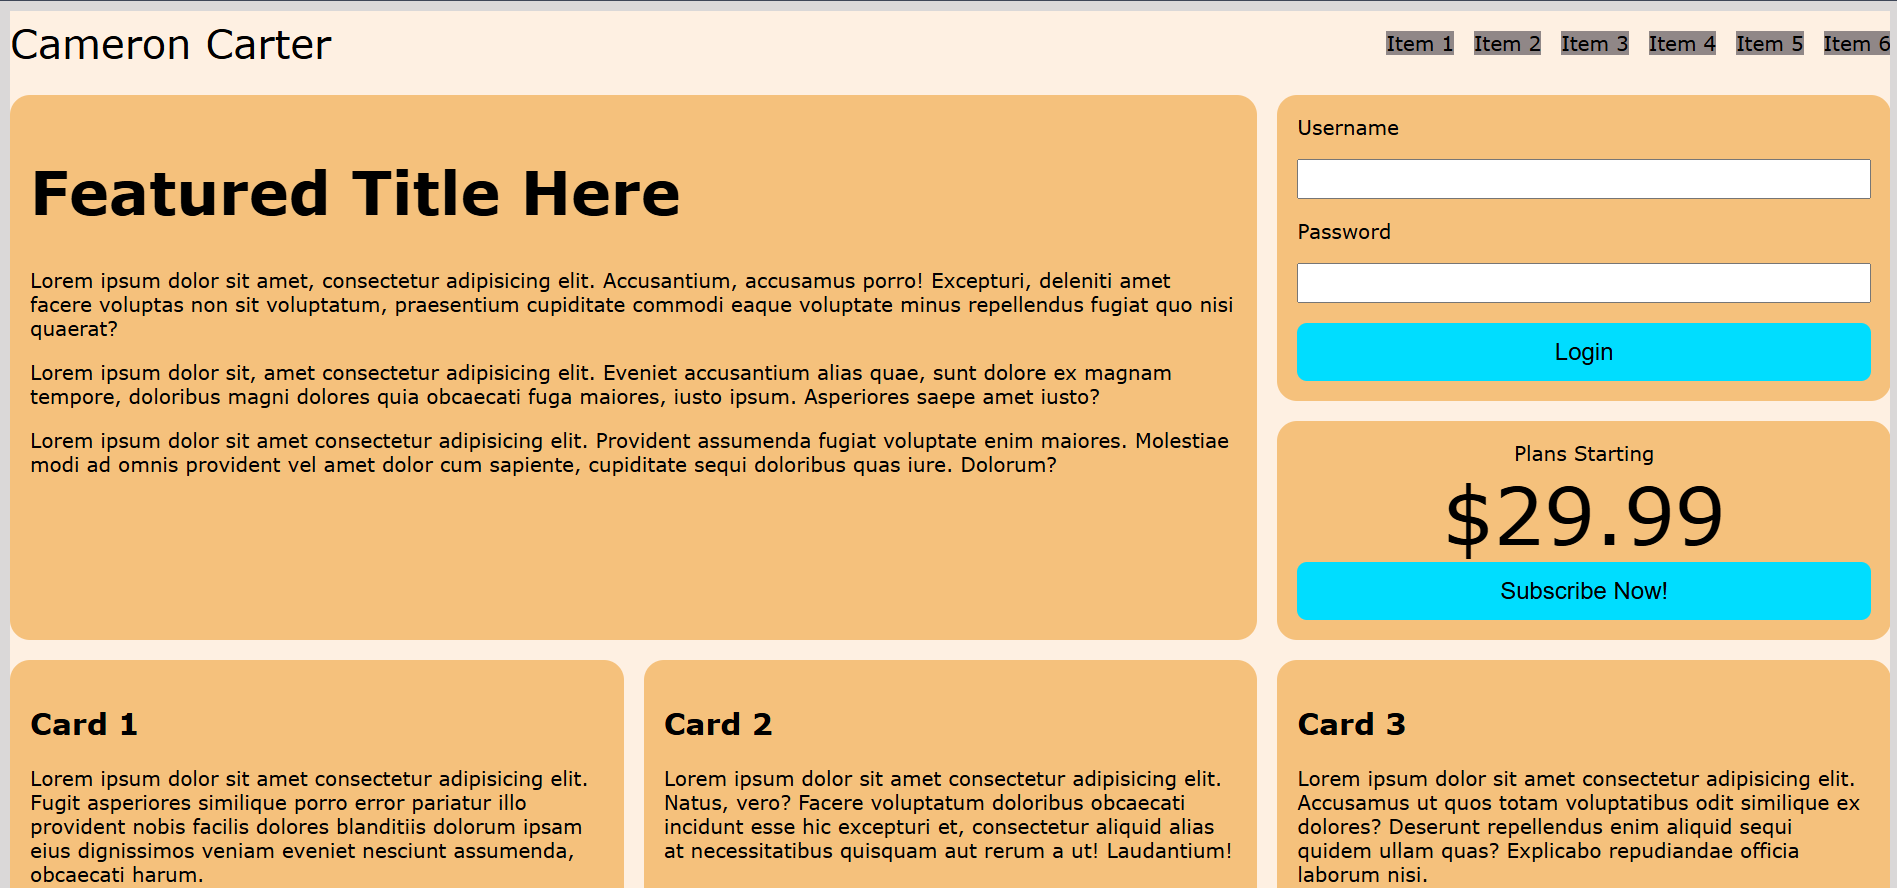 Cameron Carter
Item 1 Item 2 Item 3 Item 4 Item 5 Item 6
Featured Title Here
Lorem ipsum dolor sit amet, consectetur adipisicing elit. Accusantium, accusamus porro! Excepturi, deleniti amet
facere voluptas non sit voluptatum, praesentium cupiditate commodi eaque voluptate minus repellendus fugiat quo nisi
quaerat?
Lorem ipsum dolor sit, amet consectetur adipisicing elit. Eveniet accusantium alias quae, sunt dolore ex magnam
tempore, doloribus magni dolores quia obcaecati fuga maiores, iusto ipsum. Asperiores saepe amet iusto?
Lorem ipsum dolor sit amet consectetur adipisicing elit. Provident assumenda fugiat voluptate enim maiores. Molestiae
modi ad omnis provident vel amet dolor cum sapiente, cupiditate sequi doloribus quas iure. Dolorum?
Username
Password
Login
Plans Starting
$29.99
Subscribe Now!
Card 1
Lorem ipsum dolor sit amet consectetur adipisicing elit.
Fugit asperiores similique porro error pariatur illo
provident nobis facilis dolores blanditiis dolorum ipsam
eius dignissimos veniam eveniet nesciunt assumenda,
obcaecati harum.
Card 2
Lorem ipsum dolor sit amet consectetur adipisicing elit.
Natus, vero? Facere voluptatum doloribus obcaecati
incidunt esse hic excepturi et, consectetur aliquid alias
at necessitatibus quisquam aut rerum a ut! Laudantium!
Card 3
Lorem ipsum dolor sit amet consectetur adipisicing elit.
Accusamus ut quos totam voluptatibus odit similique ex
dolores? Deserunt repellendus enim aliquid sequi
quidem ullam quas? Explicabo repudiandae officia
laborum nisi.